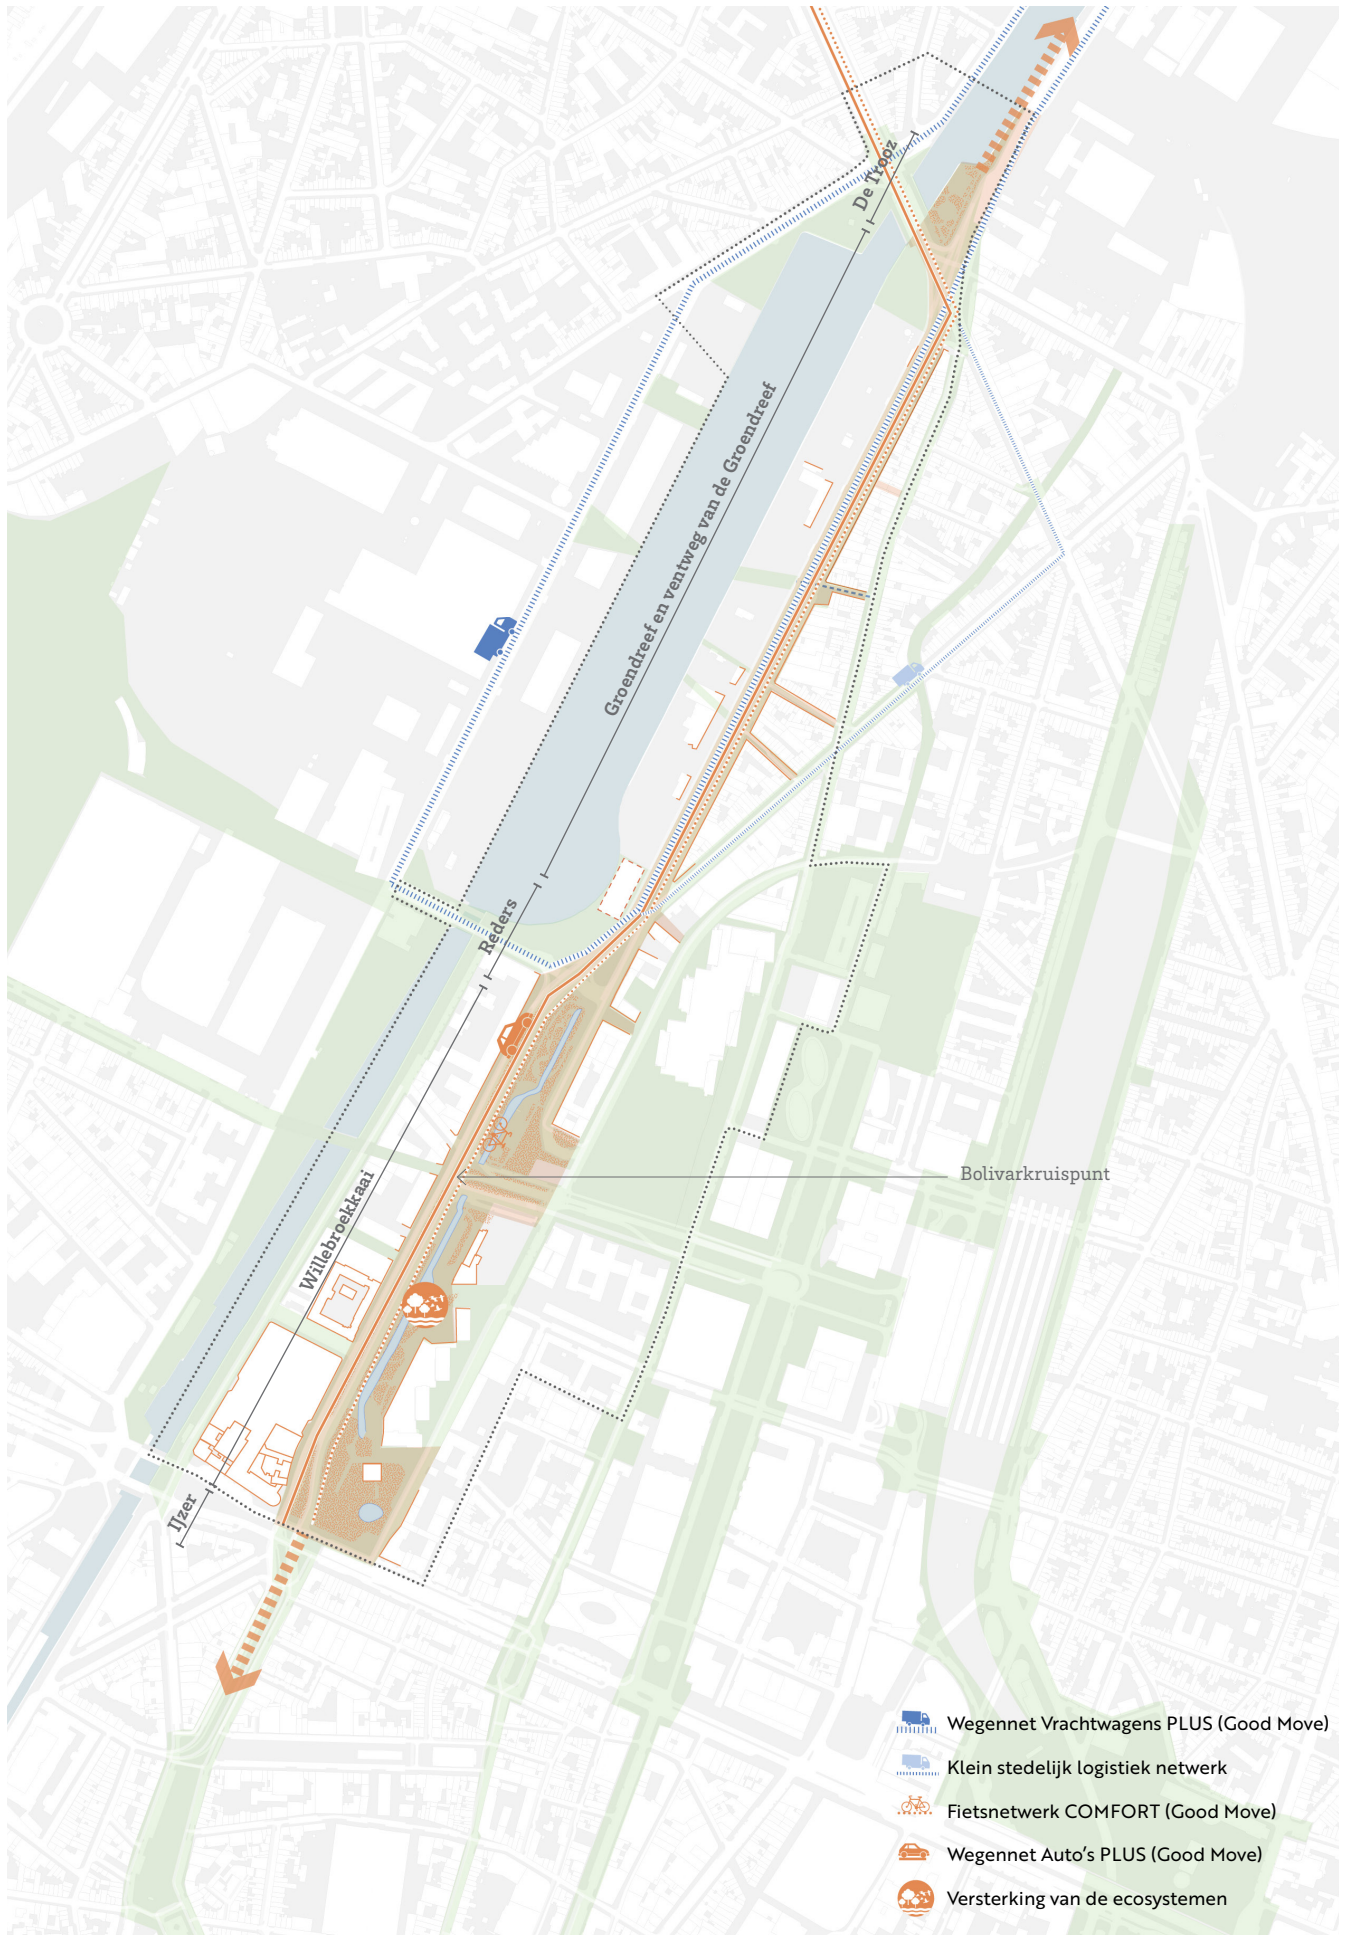 De Trooz
Groendreef en ventweg van de Groendreef
Reders
Willebroekkaai
Bolivarkruispunt
IJzer
Wegennet Vrachtwagens PLUS (Good Move)
Klein stedelijk logistiek netwerk
Fietsnetwerk COMFORT (Good Move)
Wegennet Auto’s PLUS (Good Move)
Versterking van de ecosystemen